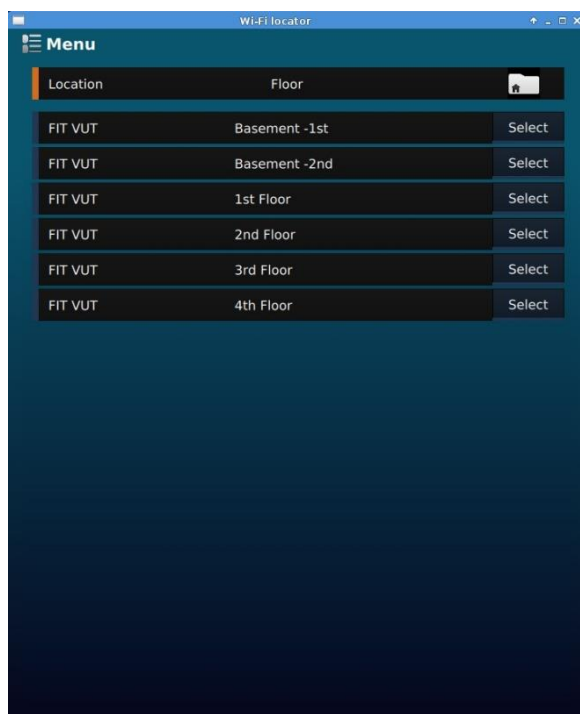 Wi-Fi locator
Menu
Location Floor
FIT VUT Basement -1st Select
FIT VUT Basement -2nd Select
FIT VUT 1st Floor Select
FIT VUT 2nd Floor Select
FIT VUT 3rd Floor Select
FIT VUT 4th Floor Select